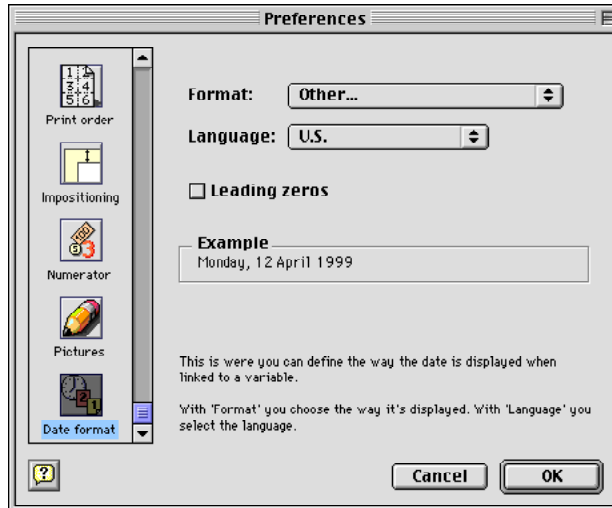 Preferences
Print order
Impositioning
Numerator
Pictures
Date format
Format: Other...
Language: U.S.
Leading zeros
Example
Monday, 12 April 1999
This is were you can define the way the date is displayed when
linked to a variable.
With 'Format' you choose the way it's displayed. With 'Language' you
select the language.
Cancel OK